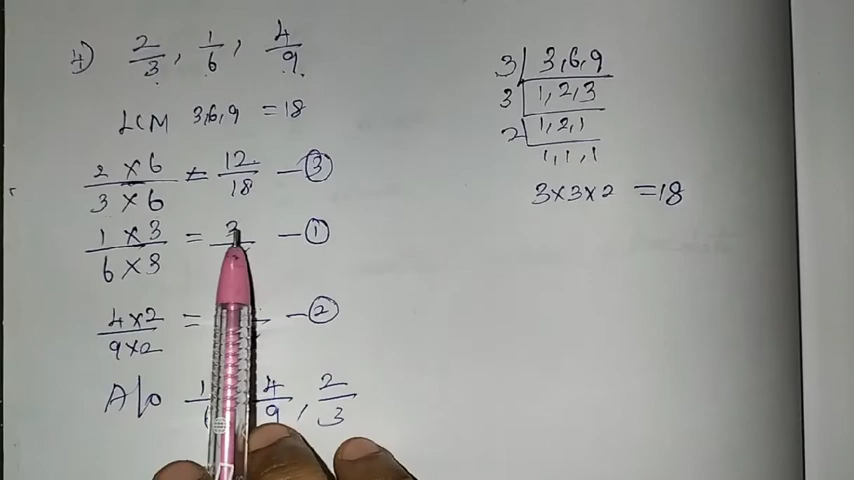 4) 2/3, 1/6, 4/9
LCM 3,6,9 = 18
2 × 6 / 3 × 6 = 12/18 — ③
1 × 3 / 6 × 3 = 3 — ①
4 × 2 / 9 × 2 = — ②
A/o 1 4/9, 2/3
3 | 3,6,9
3 | 1,2,3
2 | 1,2,1
1,1,1
3×3×2 = 18